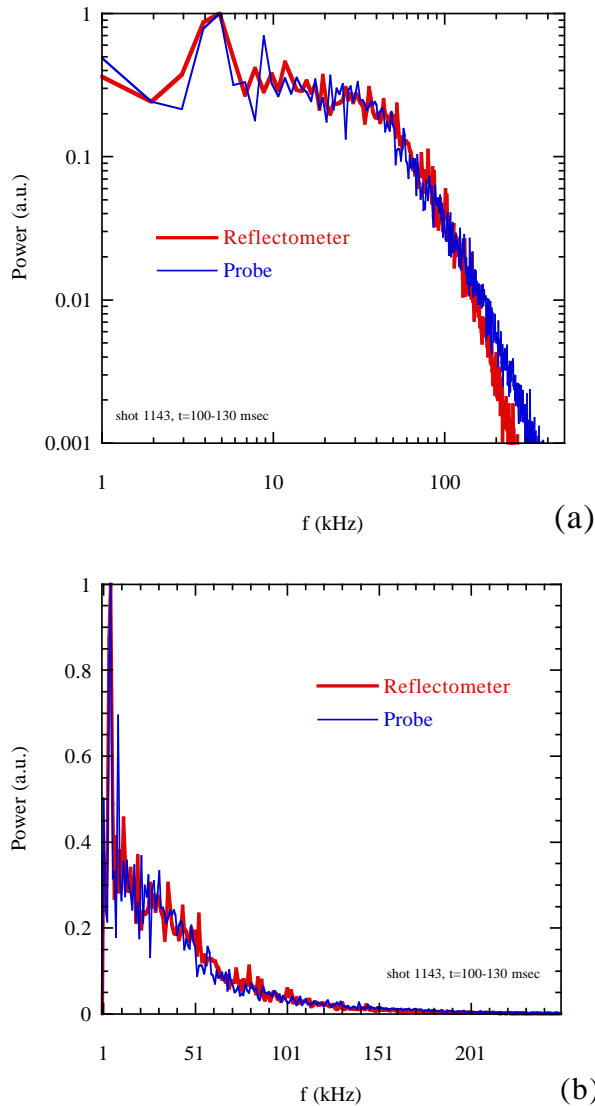 1
0.1
0.01
0.001
Power (a.u.)
Reflectometer
Probe
shot 1143, t=100-130 msec
1 10 100
f (kHz)
(a)
1
0.8
0.6
0.4
0.2
0
Power (a.u.)
Reflectometer
Probe
shot 1143, t=100-130 msec
1 51 101 151 201
f (kHz)
(b)